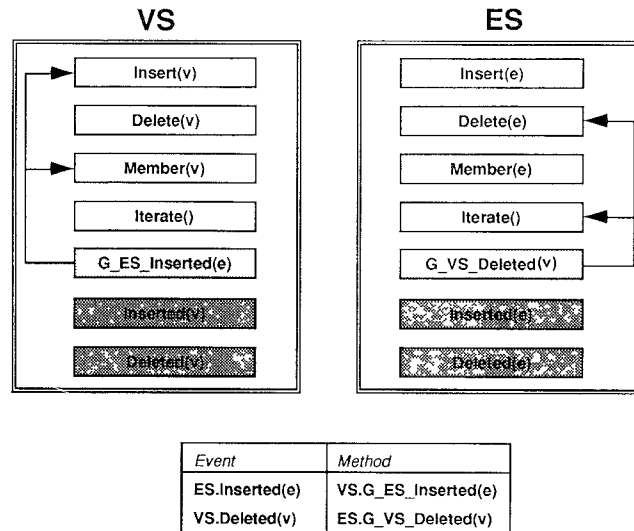 VS
Insert(v)
Delete(v)
Member(v)
Iterate()
G_ES_Inserted(e)
Inserted(v)
Deleted(v)
ES
Insert(e)
Delete(e)
Member(e)
Iterate()
G_VS_Deleted(v)
Inserted(e)
Deleted(e)
Event Method
ES.Inserted(e) VS.G_ES_Inserted(e)
VS.Deleted(v) ES.G_VS_Deleted(v)